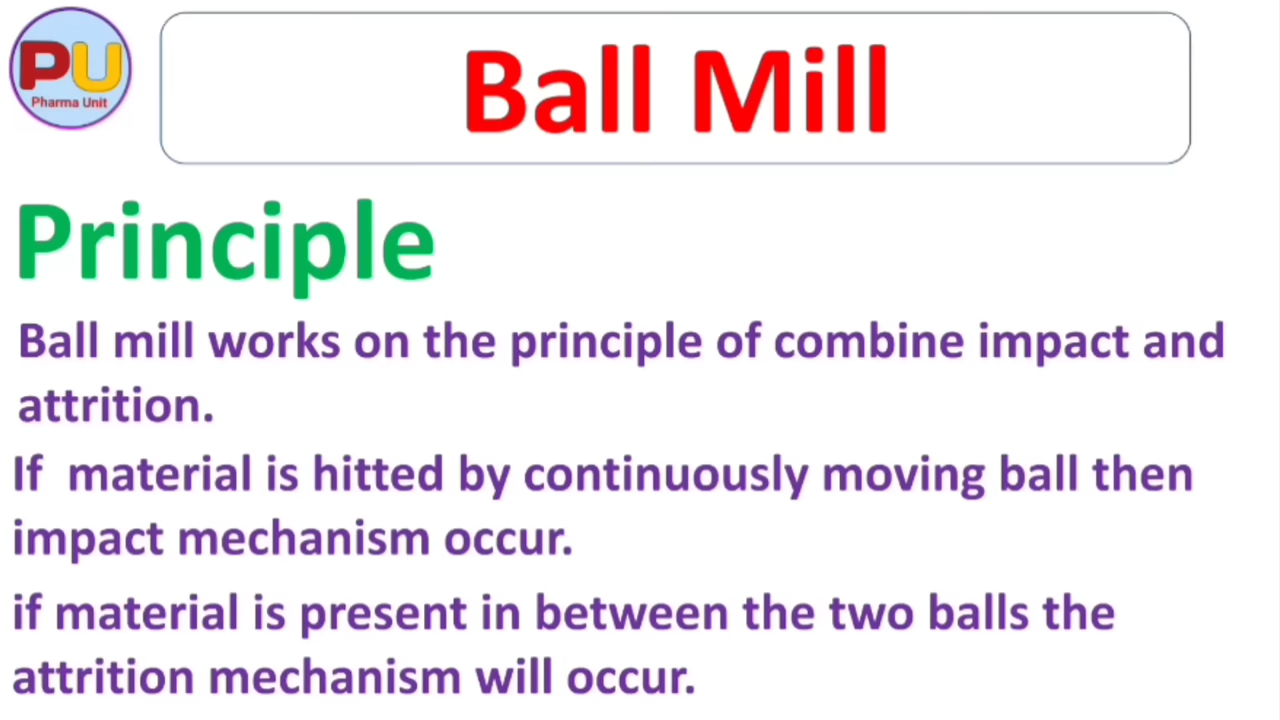 PU
Pharma Unit
Ball Mill
Principle
Ball mill works on the principle of combine impact and
attrition.
If  material is hitted by continuously moving ball then
impact mechanism occur.
if material is present in between the two balls the
attrition mechanism will occur.